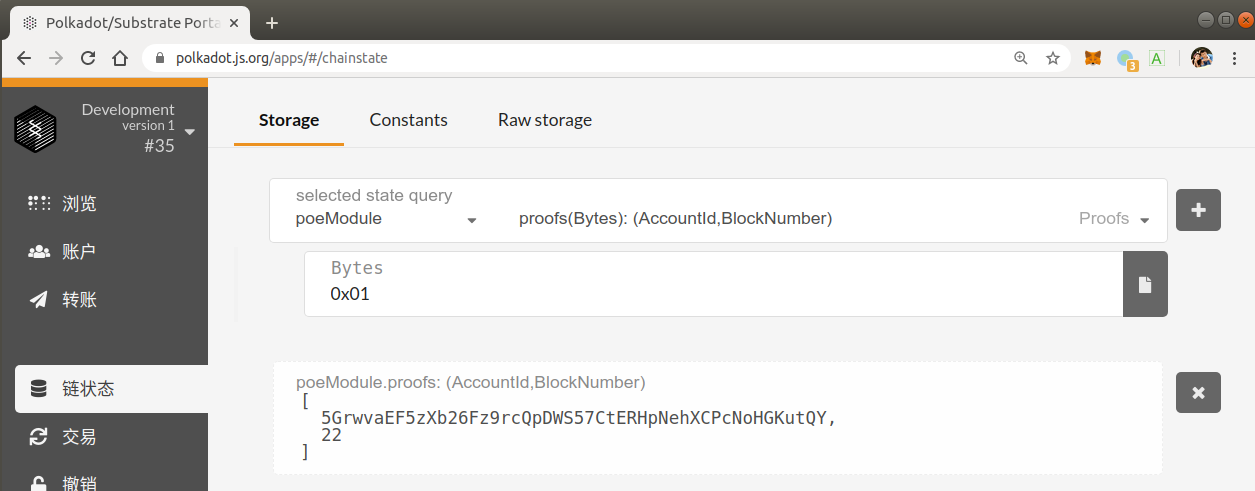 Polkadot/Substrate Porta
polkadot.js.org/apps/#/chainstate
3
A
Development
version 1
#35
浏览
账户
转账
链状态
交易
撤销
Storage
Constants
Raw storage
selected state query
poeModule
proofs(Bytes): (AccountId,BlockNumber)
Proofs
Bytes
0x01
poeModule.proofs: (AccountId,BlockNumber)
[
5GrwvaEF5zXb26Fz9rcQpDWS57CtERHpNehXCPcNoHGKutQY,
22
]